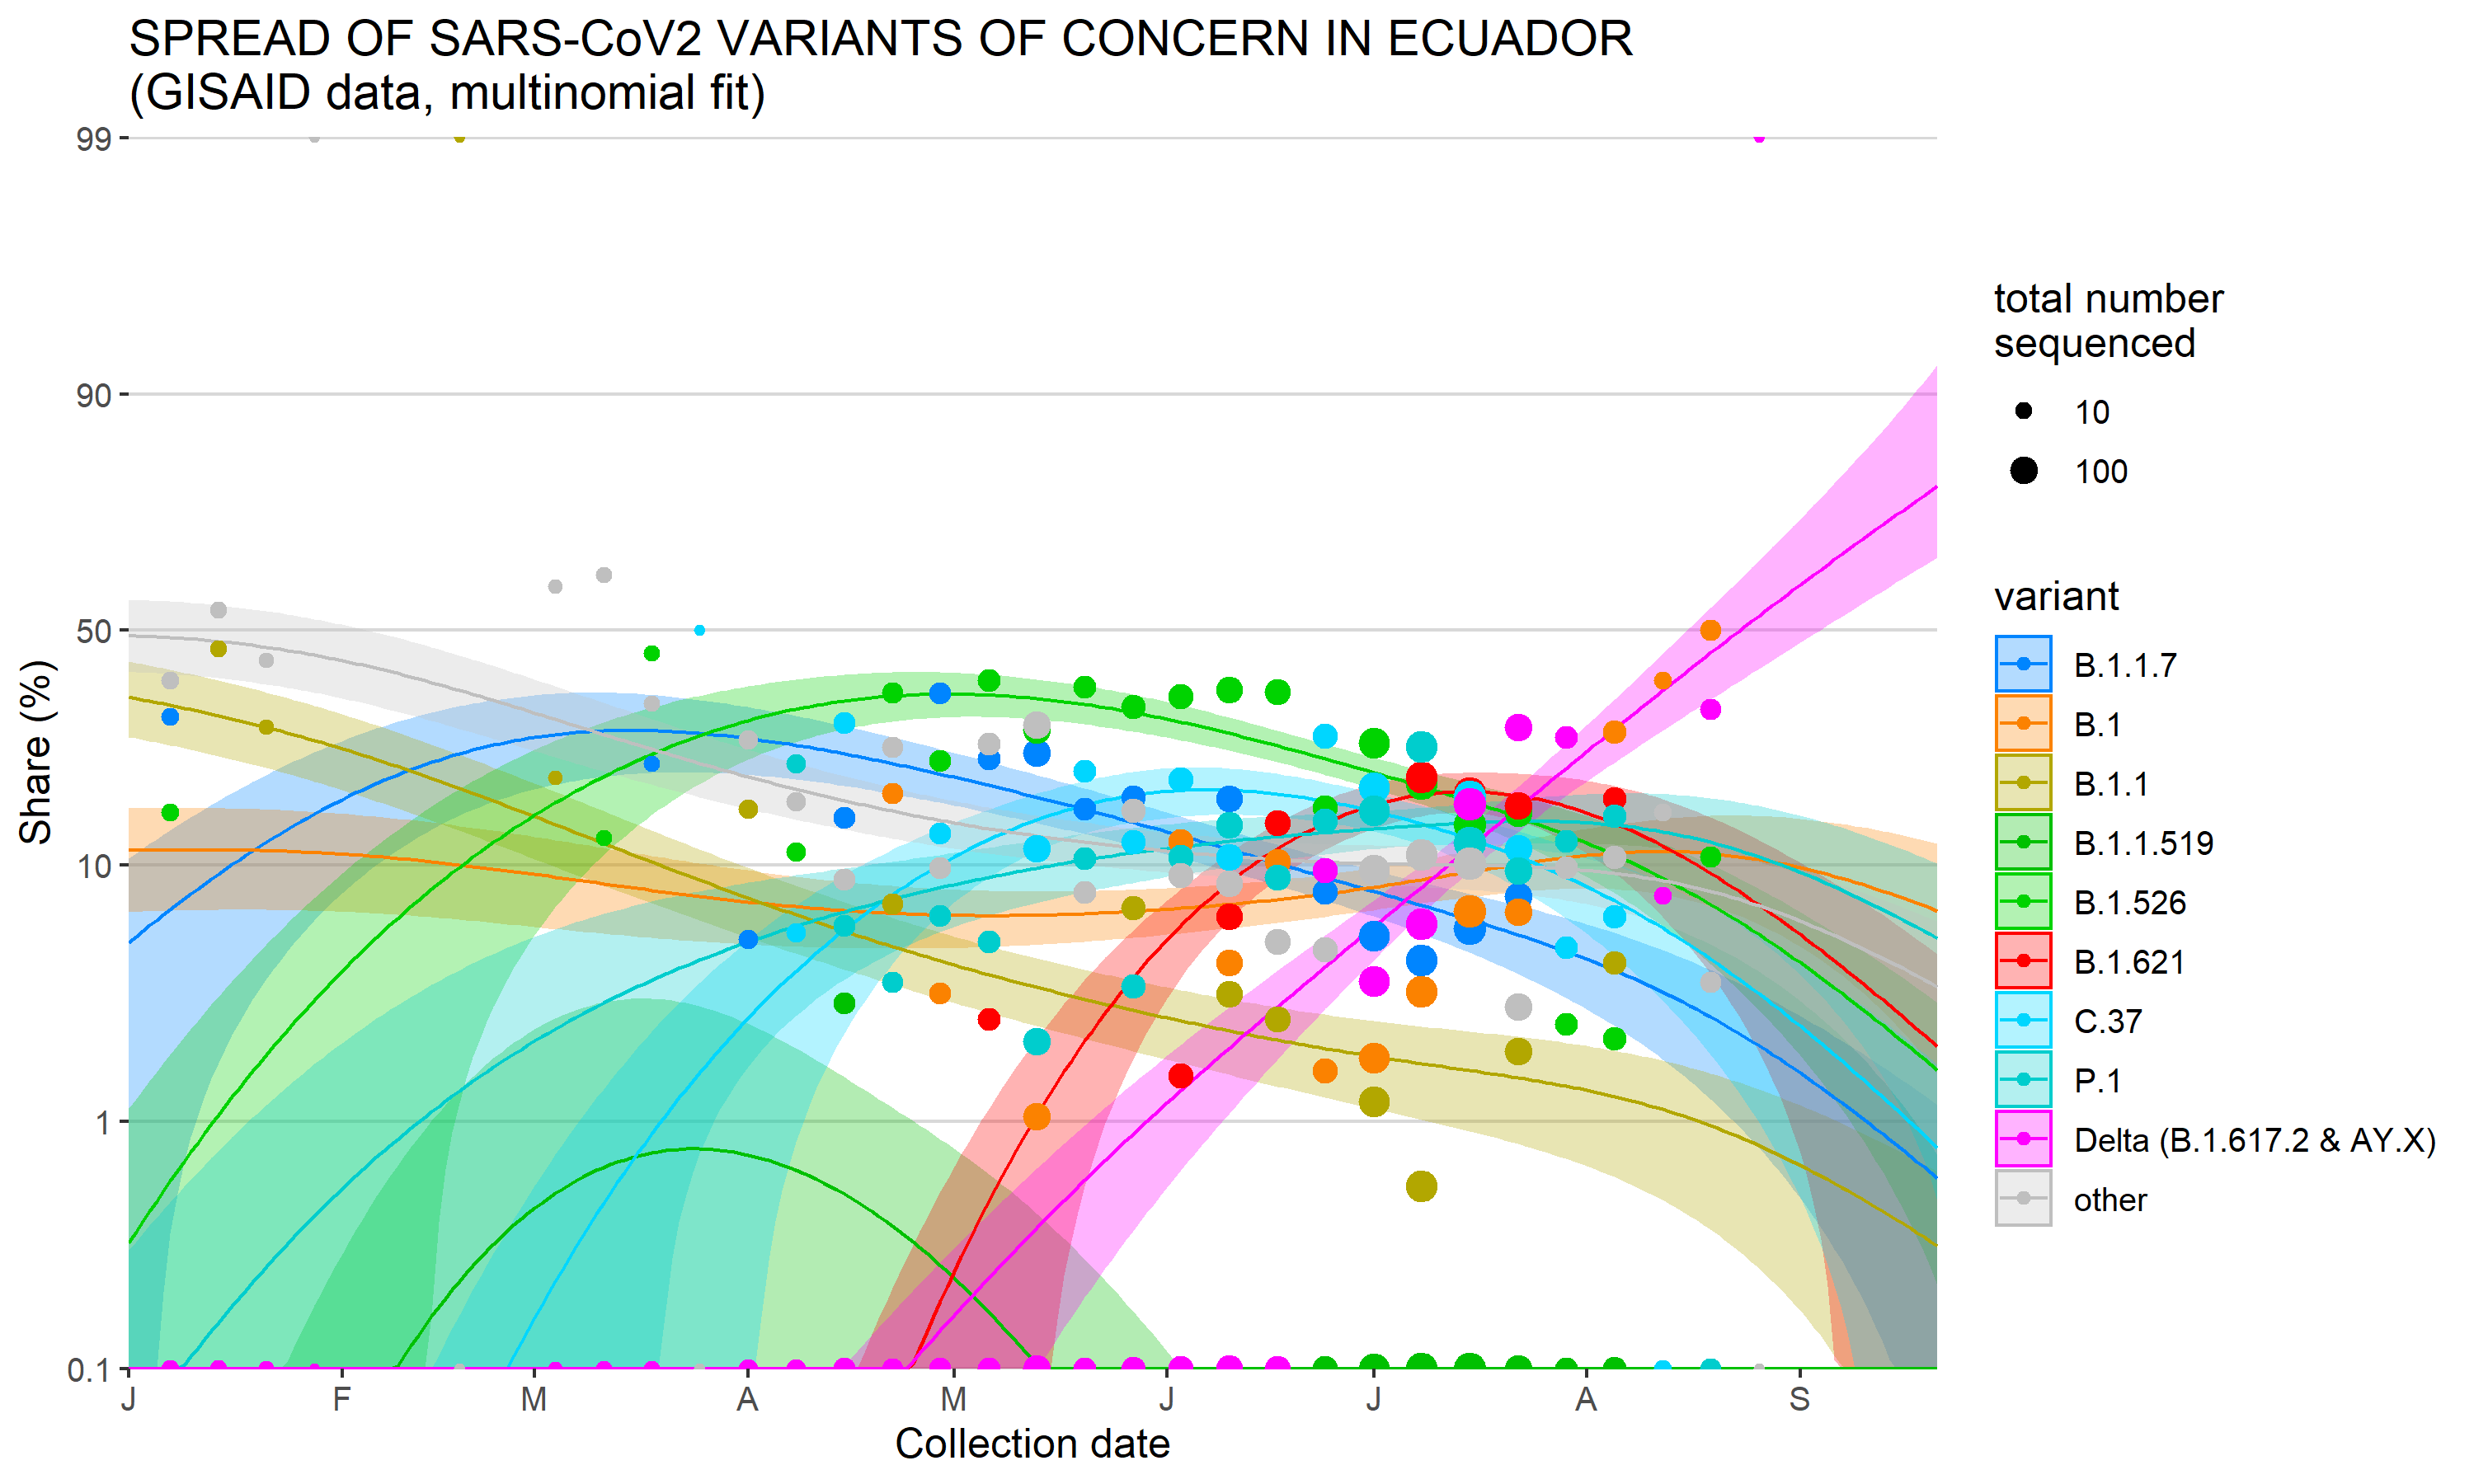 SPREAD OF SARS-CoV2 VARIANTS OF CONCERN IN ECUADOR
(GISAID data, multinomial fit)
99
90
50
10
1
0.1
Share (%)
J F M A M J J A S
Collection date
total number
sequenced
10
100
variant
B.1.1.7
B.1
B.1.1
B.1.1.519
B.1.526
B.1.621
C.37
P.1
Delta (B.1.617.2 & AY.X)
other